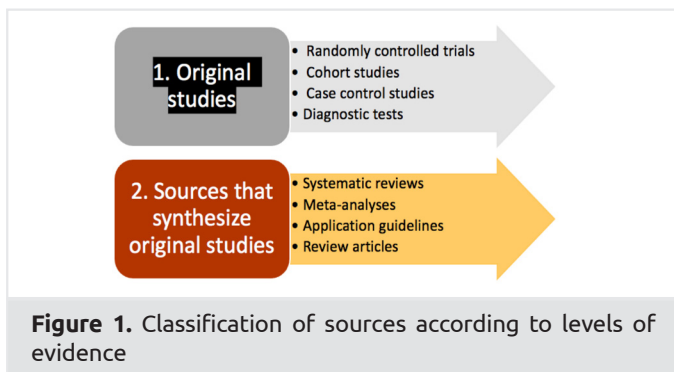 1. Original
studies
• Randomly controlled trials
• Cohort studies
• Case control studies
• Diagnostic tests
2. Sources that
synthesize
original studies
• Systematic reviews
• Meta-analyses
• Application guidelines
• Review articles
Figure 1. Classification of sources according to levels of
evidence